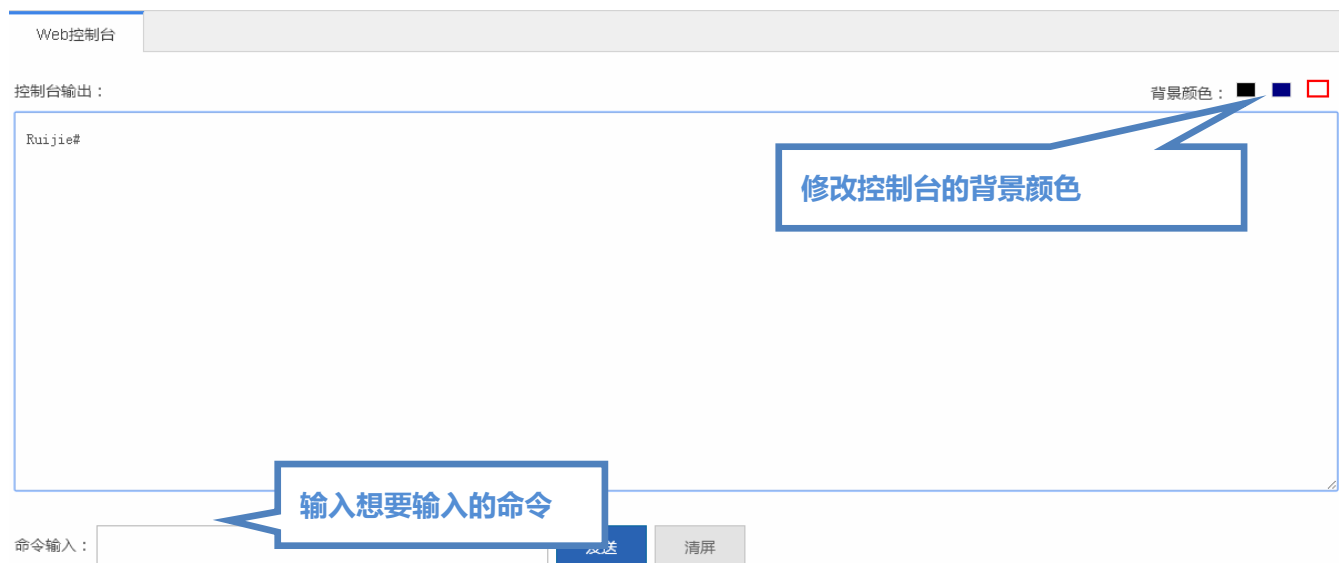 Web控制台
控制台输出：
背景颜色：
Ruijie#
修改控制台的背景颜色
输入想要输入的命令
命令输入：
发送
清屏